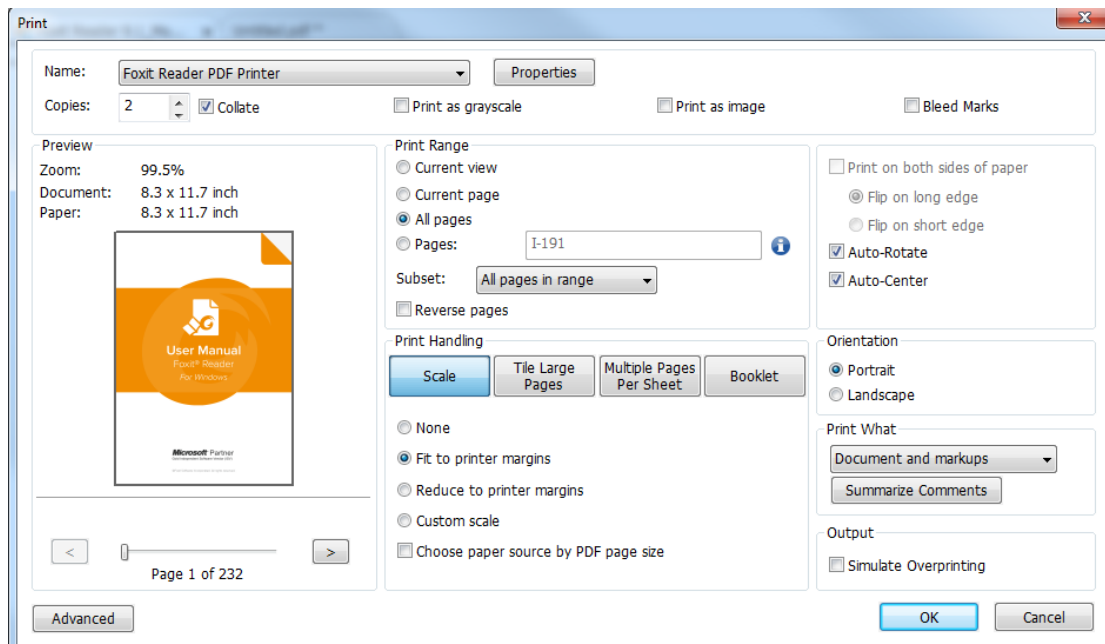 Print
Name: Foxit Reader PDF Printer Properties
Copies: 2 Collate Print as grayscale Print as image Bleed Marks
Preview
Zoom: 99.5%
Document: 8.3 x 11.7 inch
Paper: 8.3 x 11.7 inch
User Manual
Foxit® Reader
For Windows
Microsoft Partner
< >
Page 1 of 232
Print Range
Current view
Current page
All pages
Pages: I-191
Subset: All pages in range
Reverse pages
Print on both sides of paper
Flip on long edge
Flip on short edge
Auto-Rotate
Auto-Center
Print Handling
Scale Tile Large Pages Multiple Pages Per Sheet Booklet
None
Fit to printer margins
Reduce to printer margins
Custom scale
Choose paper source by PDF page size
Orientation
Portrait
Landscape
Print What
Document and markups
Summarize Comments
Output
Simulate Overprinting
Advanced OK Cancel